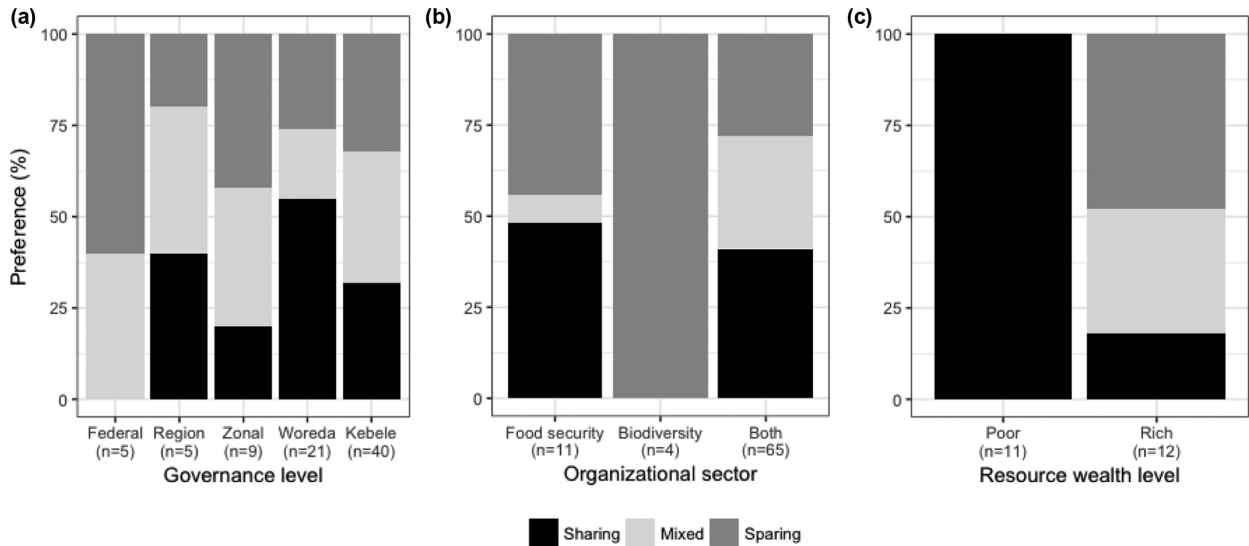 (a)
(b)
(c)
Preference (%)
100
75
50
25
0
Federal Region Zonal Woreda Kebele
(n=5) (n=5) (n=9) (n=21) (n=40)
Governance level
100
75
50
25
0
Food security Biodiversity Both
(n=11) (n=4) (n=65)
Organizational sector
100
75
50
25
0
Poor Rich
(n=11) (n=12)
Resource wealth level
Sharing Mixed Sparing